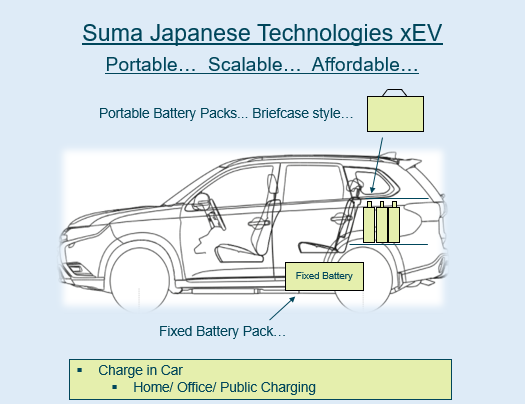 Suma Japanese Technologies xEV
Portable… Scalable… Affordable…
Portable Battery Packs... Briefcase style…
Fixed Battery
Fixed Battery Pack…
▪ Charge in Car
▪ Home/ Office/ Public Charging